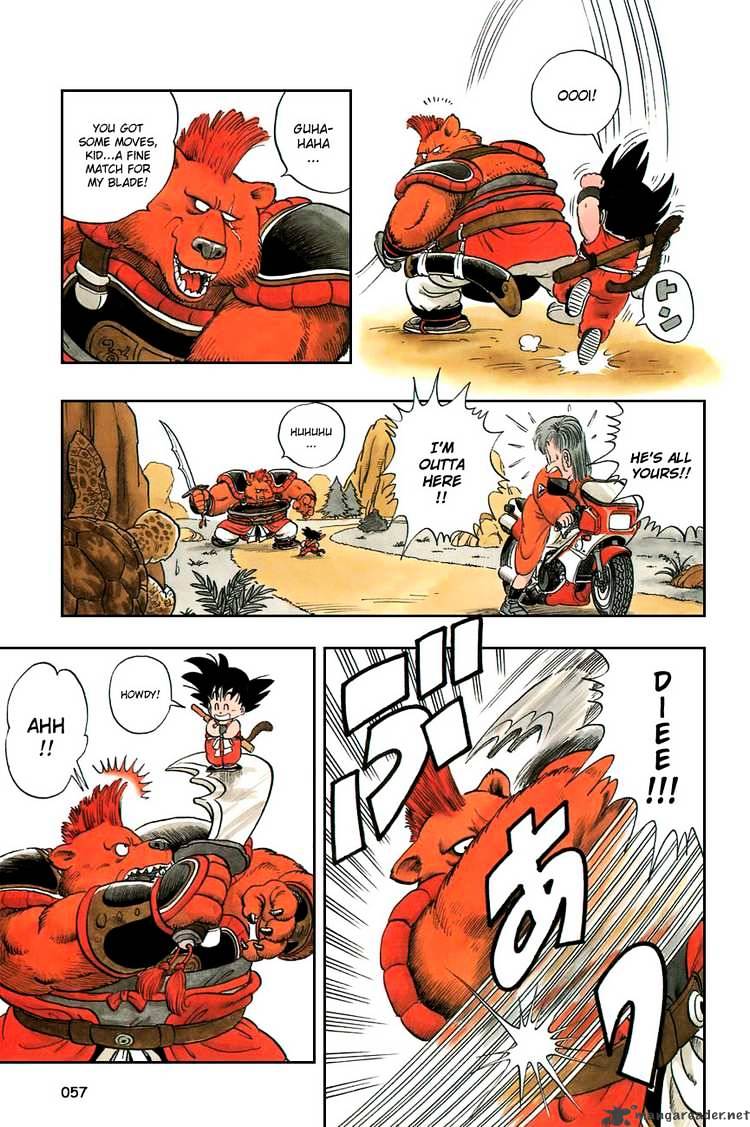 OOOI!
トン
GUHA-
HAHA
...
YOU GOT
SOME MOVES,
KID...A FINE
MATCH FOR
MY BLADE!
HE'S ALL
YOURS!!
I'M
OUTTA
HERE
!!
HUHUHU
...
DIEE!!!
ぶあっ
HOWDY!
AHH
!!
057
mangareader.net